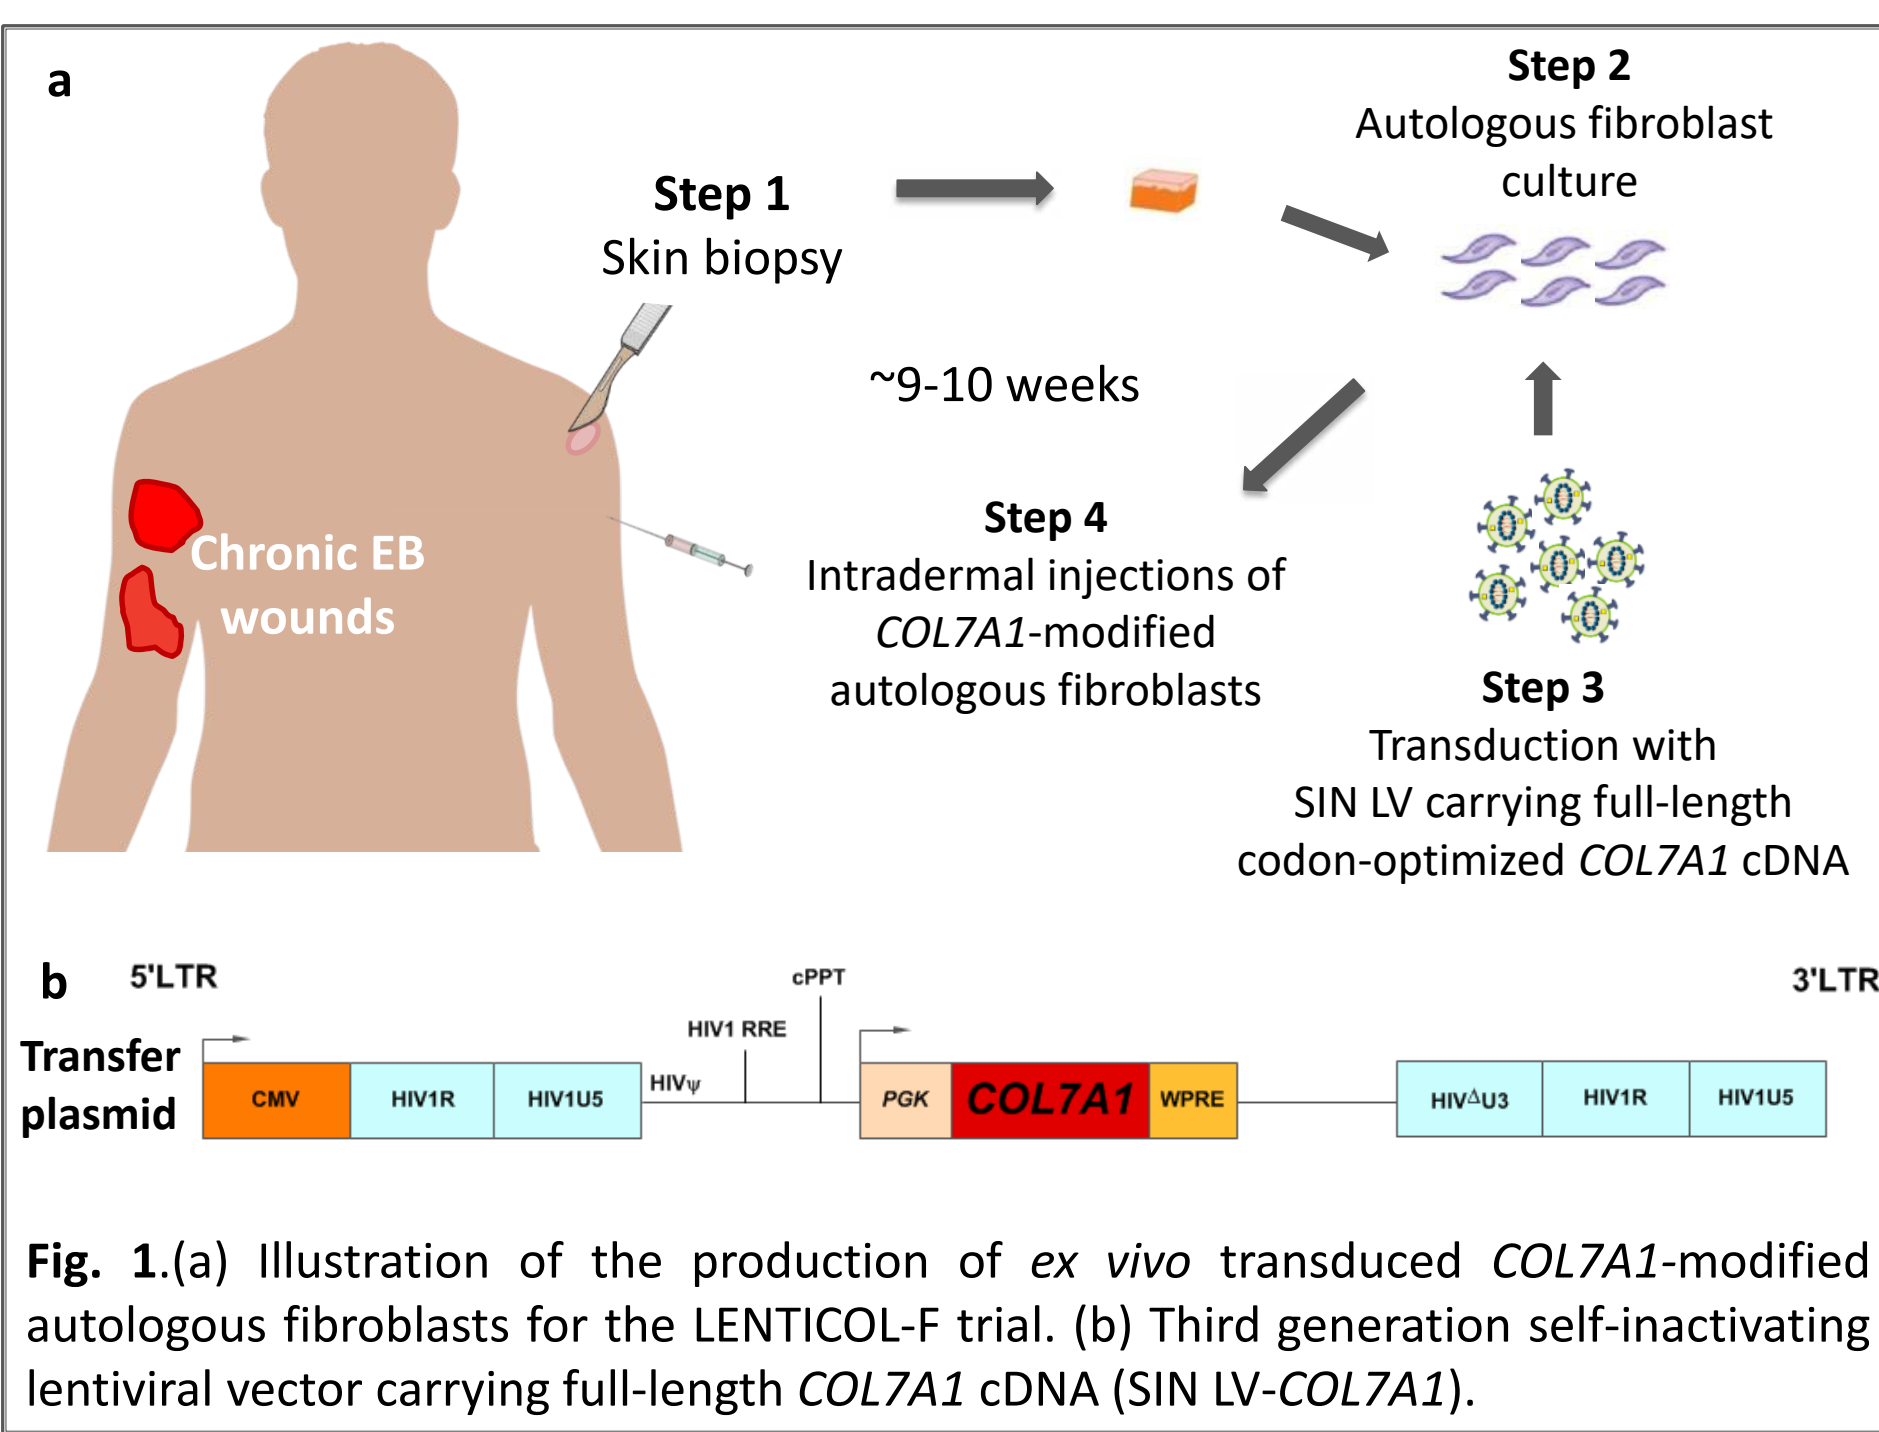 a
Step 1
Skin biopsy
Step 2
Autologous fibroblast
culture
~9-10 weeks
Chronic EB
wounds
Step 4
Intradermal injections of
COL7A1-modified
autologous fibroblasts
Step 3
Transduction with
SIN LV carrying full-length
codon-optimized COL7A1 cDNA
b
5'LTR
cPPT
3'LTR
HIV1 RRE
Transfer
plasmid
CMV
HIV1R
HIV1U5
HIVψ
PGK
COL7A1
WPRE
HIVΔU3
HIV1R
HIV1U5
Fig. 1.(a) Illustration of the production of ex vivo transduced COL7A1-modified
autologous fibroblasts for the LENTICOL-F trial. (b) Third generation self-inactivating
lentiviral vector carrying full-length COL7A1 cDNA (SIN LV-COL7A1).